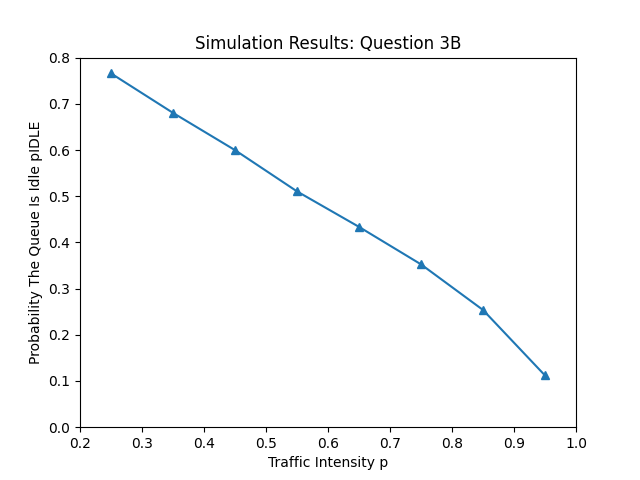 Simulation Results: Question 3B
Probability The Queue Is Idle pIDLE
0.8
0.7
0.6
0.5
0.4
0.3
0.2
0.1
0.0
0.2 0.3 0.4 0.5 0.6 0.7 0.8 0.9 1.0
Traffic Intensity p